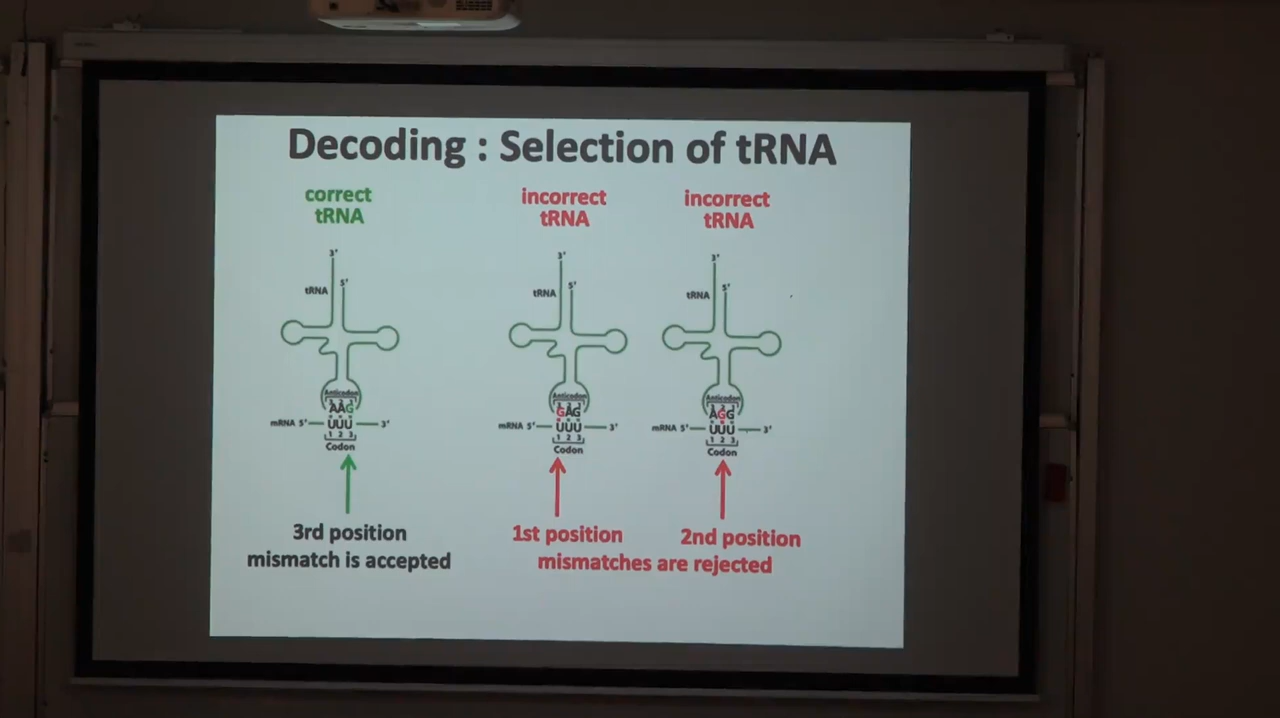 Decoding : Selection of tRNA
correct
tRNA
incorrect
tRNA
incorrect
tRNA
3'
5'
tRNA
Anticodon
AAG
mRNA 5' UUU 3'
1 2 3
Codon
3'
5'
tRNA
Anticodon
GAG
mRNA 5' UUU 3'
1 2 3
Codon
3'
5'
tRNA
Anticodon
AGG
mRNA 5' UUU 3'
1 2 3
Codon
3rd position
mismatch is accepted
1st position 2nd position
mismatches are rejected